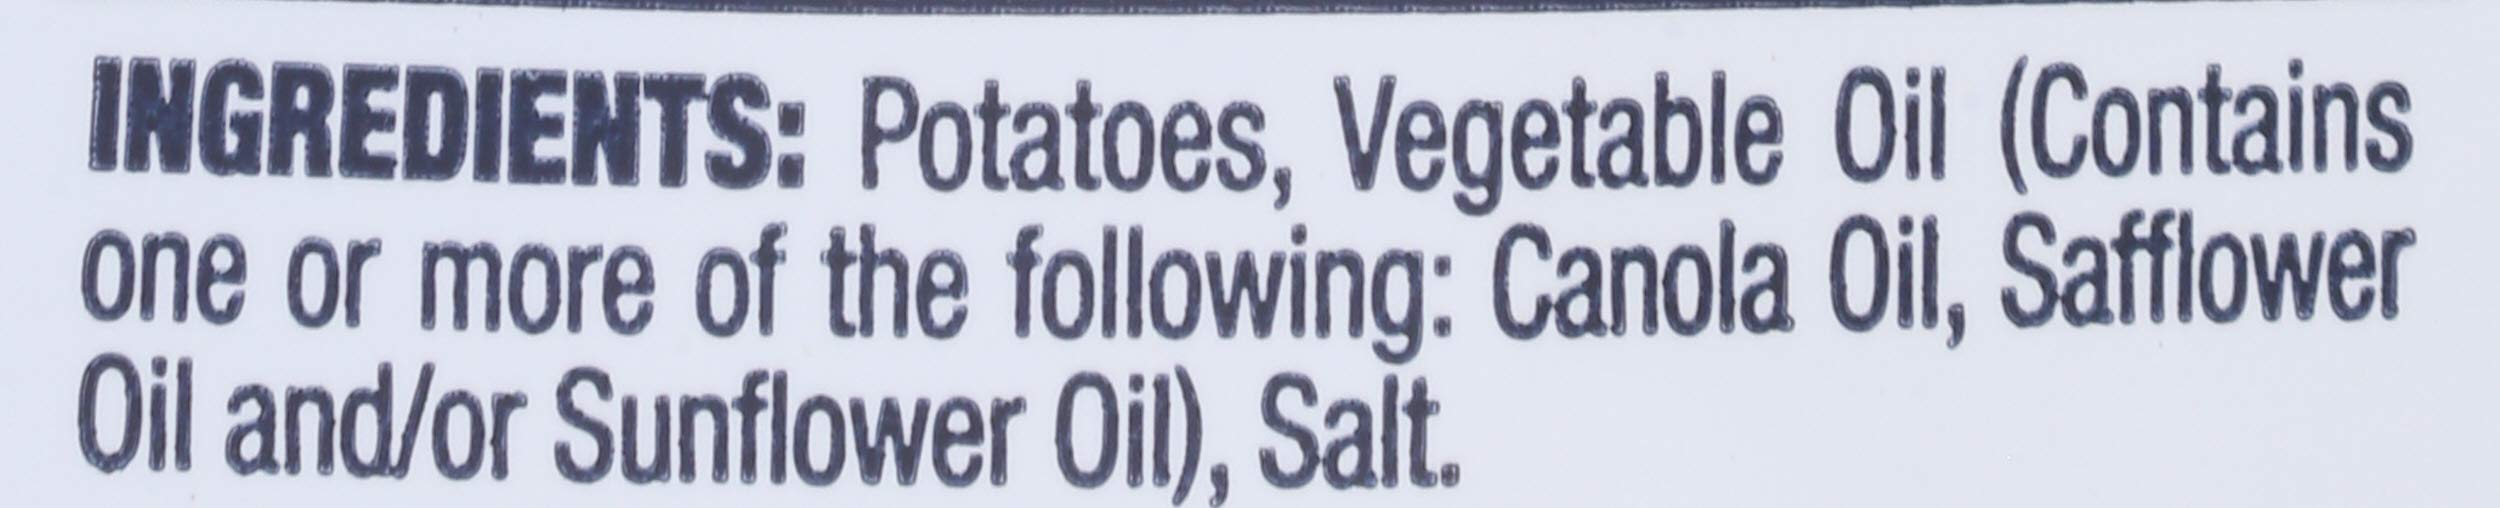 INGREDIENTS: Potatoes, Vegetable Oil (Contains
one or more of the following: Canola Oil, Safflower
Oil and/or Sunflower Oil), Salt.